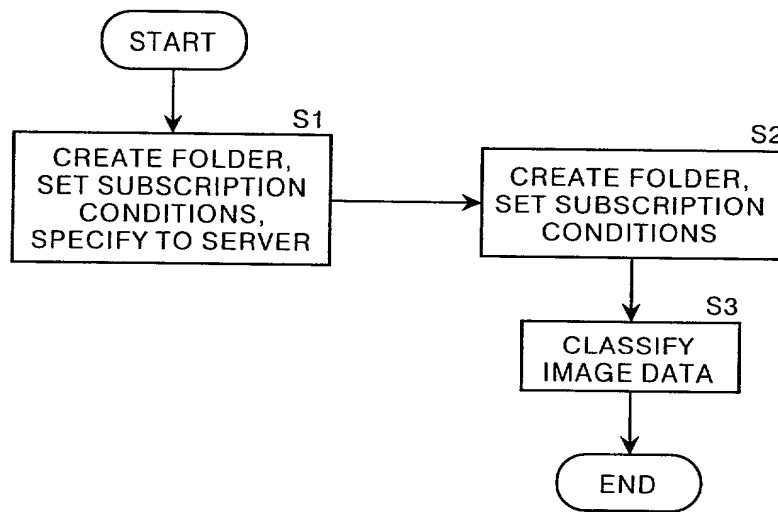 START
S1
CREATE FOLDER,
SET SUBSCRIPTION
CONDITIONS,
SPECIFY TO SERVER
S2
CREATE FOLDER,
SET SUBSCRIPTION
CONDITIONS
S3
CLASSIFY
IMAGE DATA
END